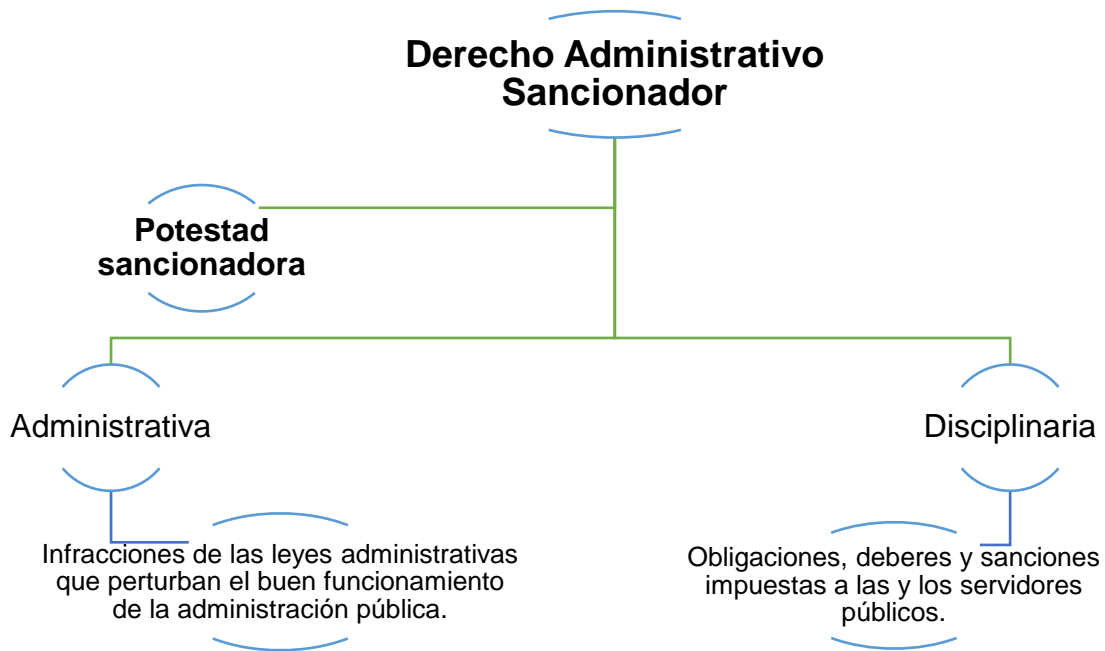 Derecho Administrativo
Sancionador
Potestad
sancionadora
Administrativa
Disciplinaria
Infracciones de las leyes administrativas
que perturban el buen funcionamiento
de la administración pública.
Obligaciones, deberes y sanciones
impuestas a las y los servidores
públicos.